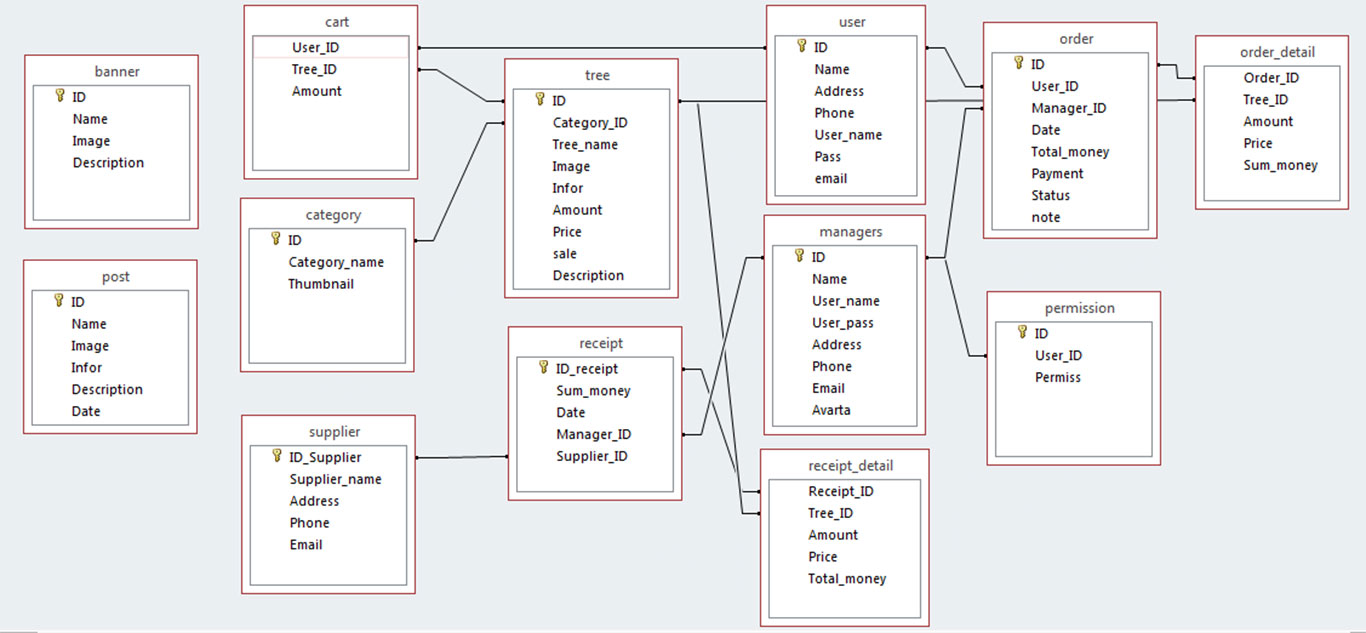 banner
ID
Name
Image
Description
post
ID
Name
Image
Infor
Description
Date
cart
User_ID
Tree_ID
Amount
category
ID
Category_name
Thumbnail
supplier
ID_Supplier
Supplier_name
Address
Phone
Email
tree
ID
Category_ID
Tree_name
Image
Infor
Amount
Price
sale
Description
receipt
ID_receipt
Sum_money
Date
Manager_ID
Supplier_ID
user
ID
Name
Address
Phone
User_name
Pass
email
managers
ID
Name
User_name
User_pass
Address
Phone
Email
Avarta
receipt_detail
Receipt_ID
Tree_ID
Amount
Price
Total_money
order
ID
User_ID
Manager_ID
Date
Total_money
Payment
Status
note
permission
ID
User_ID
Permiss
order_detail
Order_ID
Tree_ID
Amount
Price
Sum_money